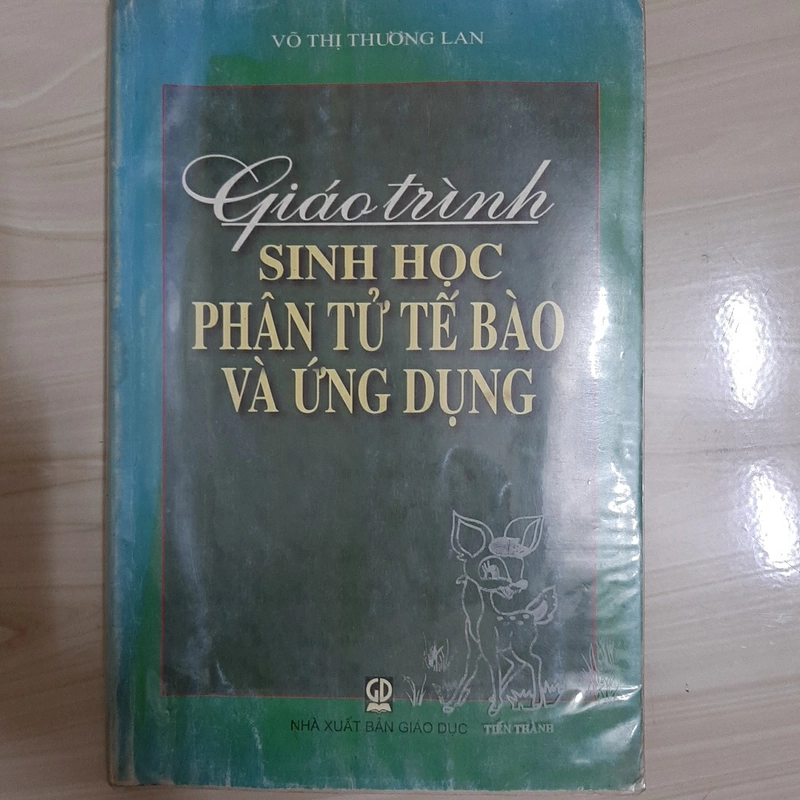 VÕ THỊ THƯƠNG LAN
Giáo trình
SINH HỌC
PHÂN TỬ TẾ BÀO
VÀ ỨNG DỤNG
GD
NHÀ XUẤT BẢN GIÁO DỤC TIẾN THÀNH